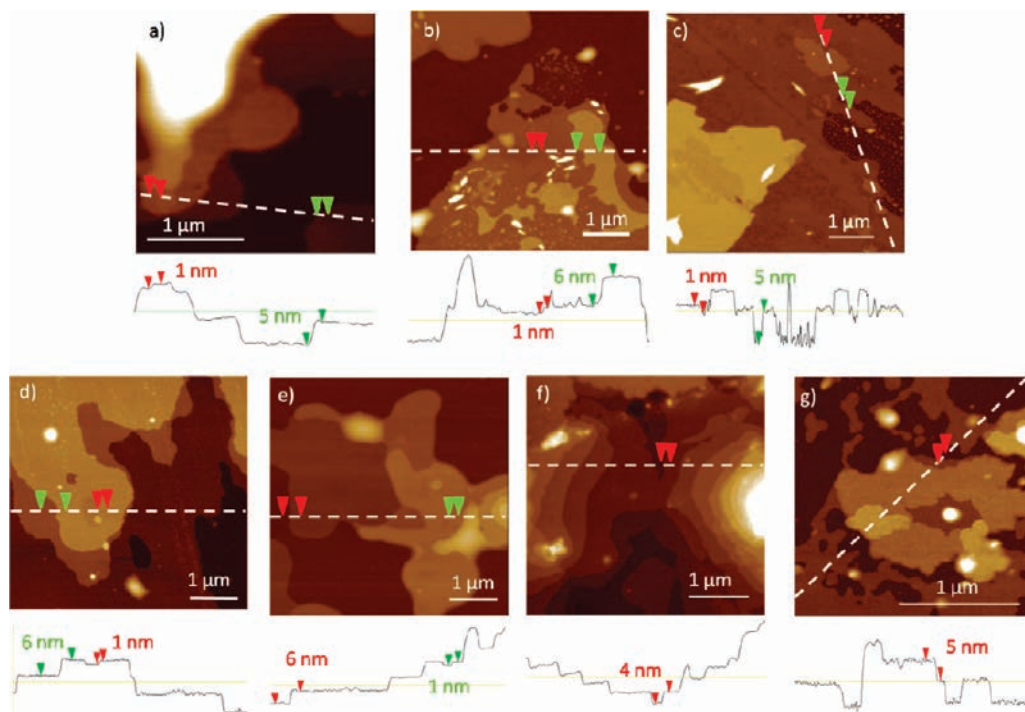 a)
1 μm
1 nm
5 nm
b)
1 μm
6 nm
1 nm
c)
1 μm
1 nm
5 nm
d)
1 μm
6 nm
1 nm
e)
1 μm
6 nm
1 nm
f)
1 μm
4 nm
g)
1 μm
5 nm